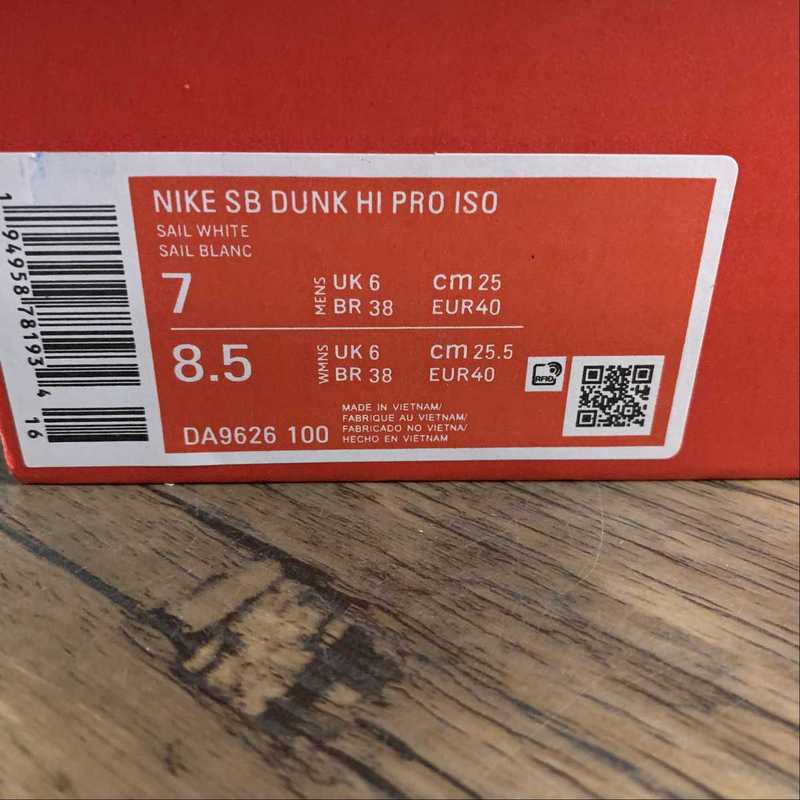 NIKE SB DUNK HI PRO ISO
SAIL WHITE
SAIL BLANC
7
MENS
UK 6
cm 25
BR 38
EUR40
8.5
WMNS
UK 6
cm 25.5
BR 38
EUR40
RFID
DA9626 100
MADE IN VIETNAM/
FABRIQUE AU VIETNAM/
FABRICADO NO VIETNA/
HECHO EN VIETNAM
1 94958 78193 4 16